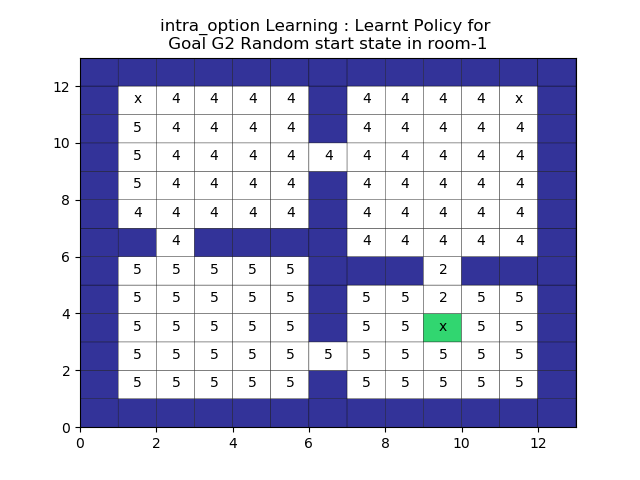 intra_option Learning : Learnt Policy for
Goal G2 Random start state in room-1
12
x 4 4 4 4 4 4 4 4 x
5 4 4 4 4 4 4 4 4 4
10
5 4 4 4 4 4 4 4 4 4 4
5 4 4 4 4 4 4 4 4 4
8
4 4 4 4 4 4 4 4 4 4
4 4 4 4 4 4
6
5 5 5 5 5 2
5 5 5 5 5 5 5 2 5 5
4
5 5 5 5 5 5 5 x 5 5
5 5 5 5 5 5 5 5 5 5 5
2
5 5 5 5 5 5 5 5 5 5
0
0 2 4 6 8 10 12